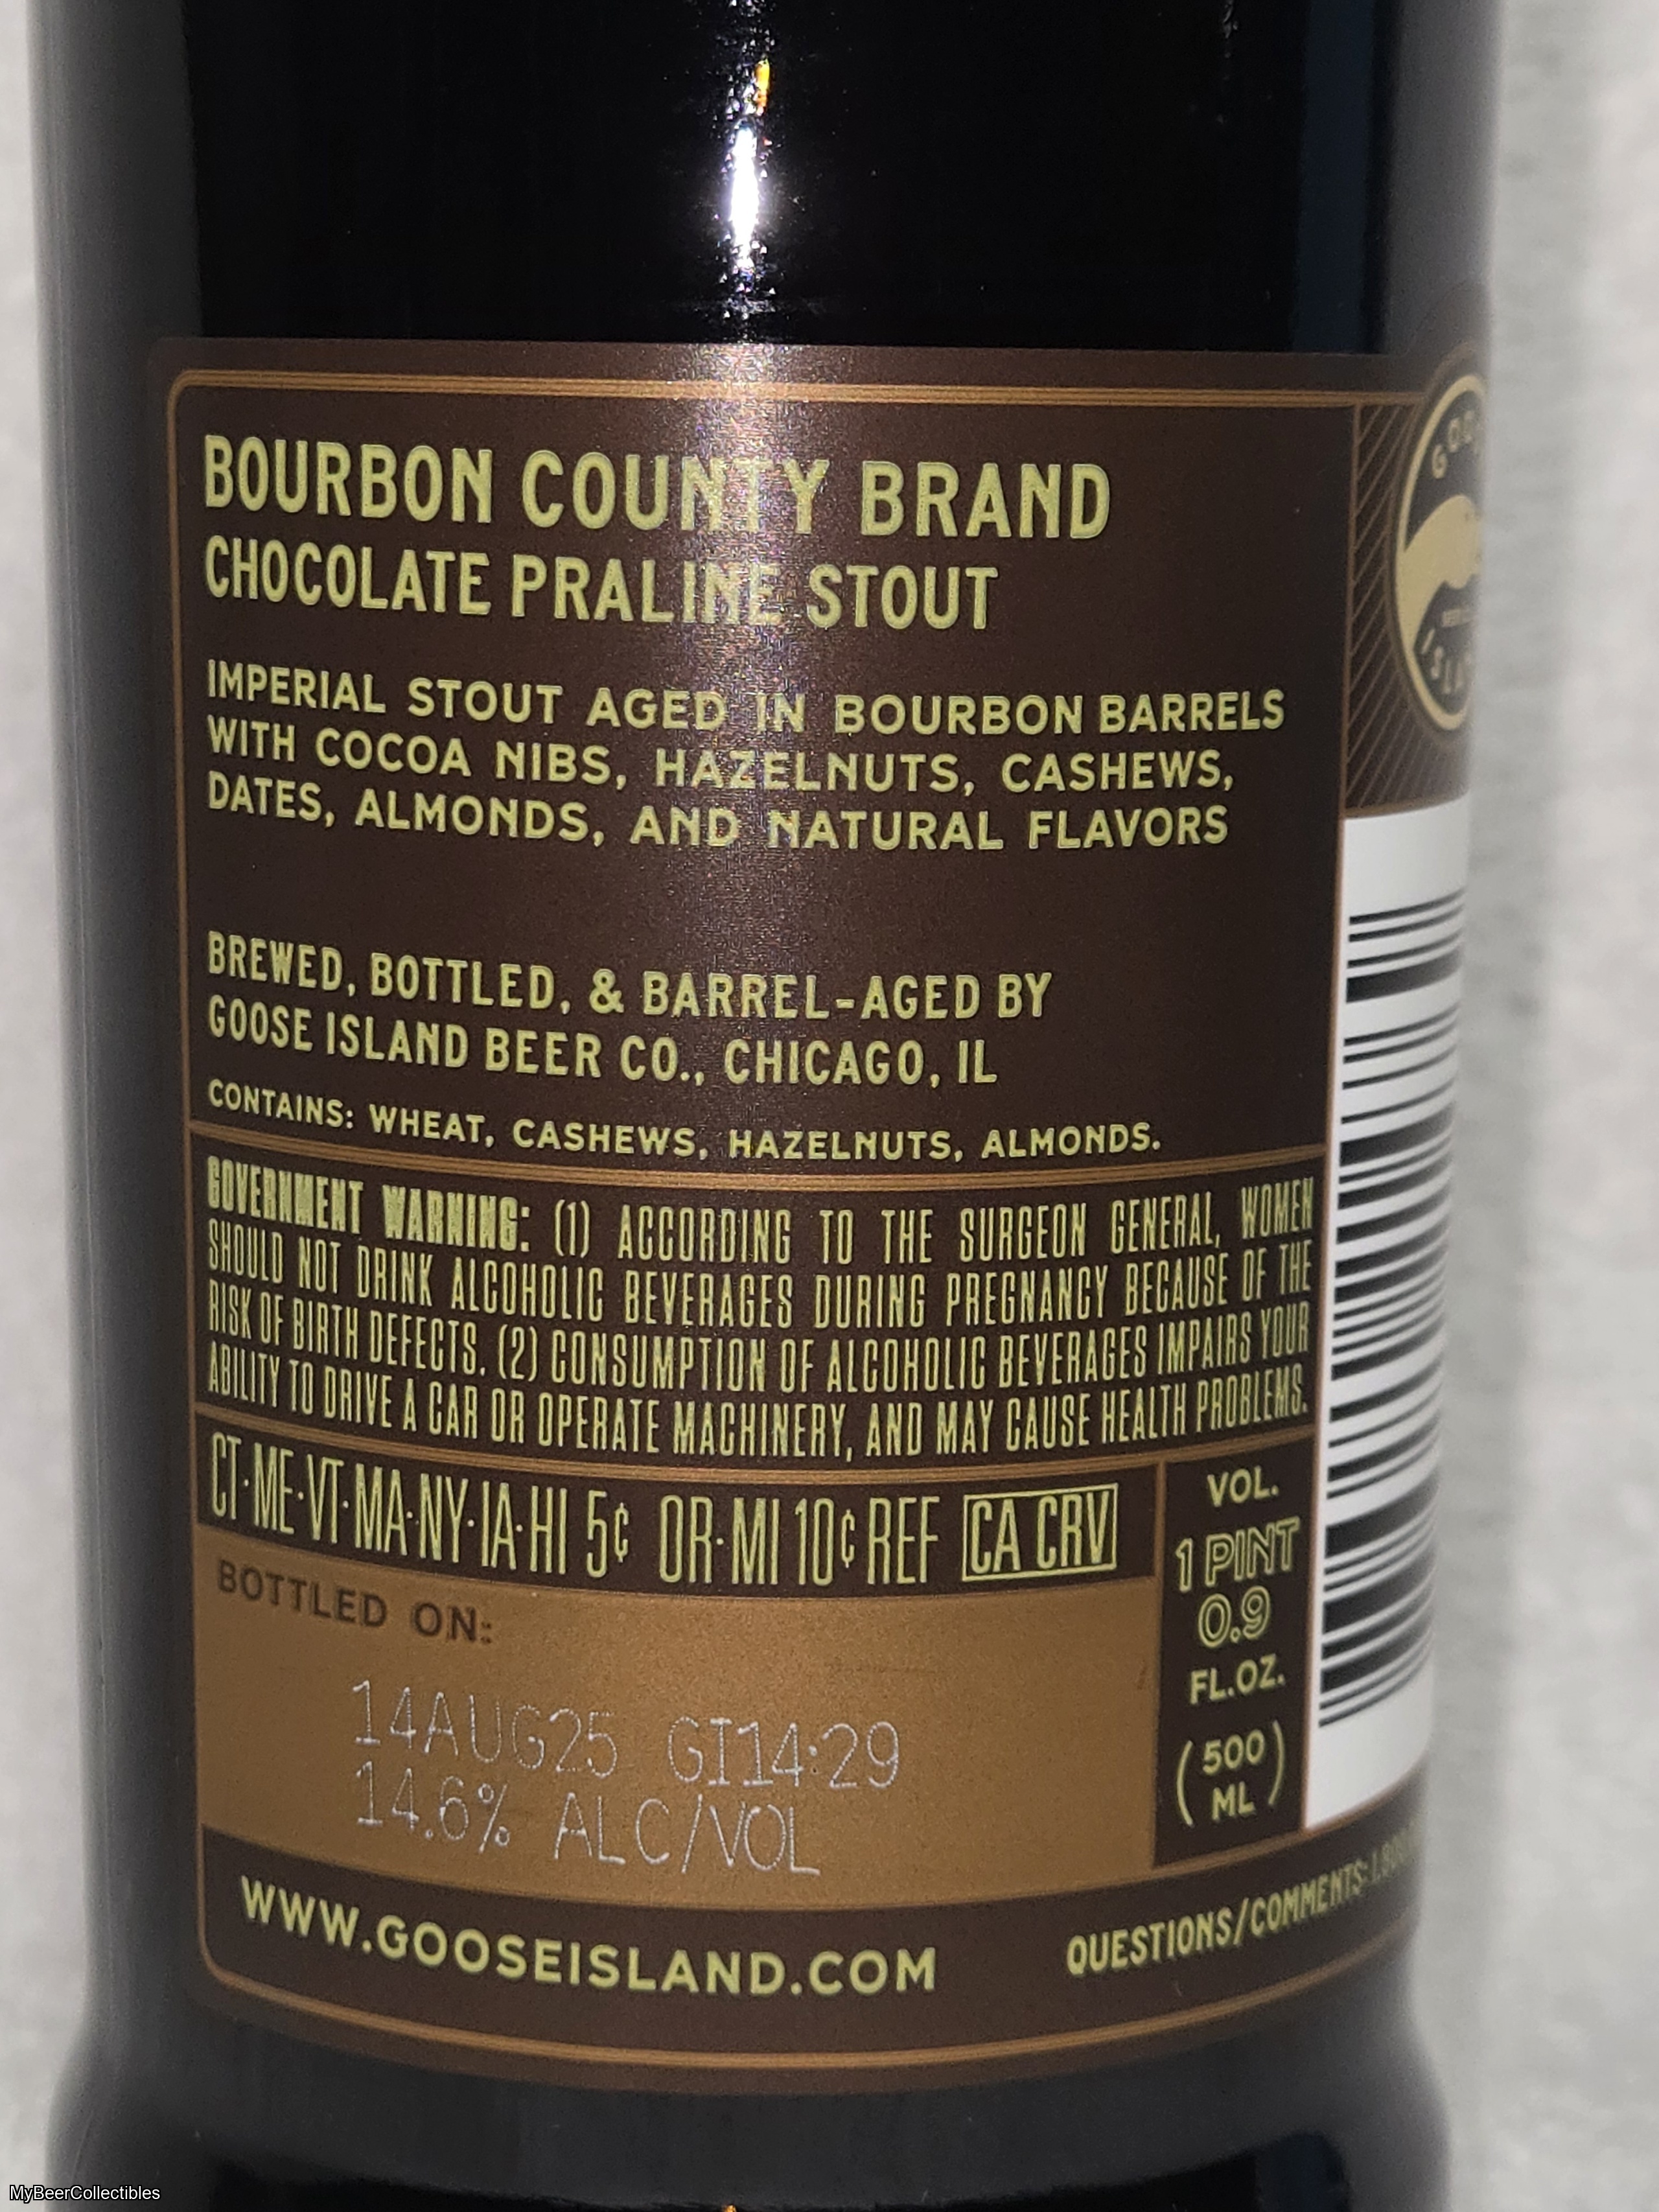 BOURBON COUNTY BRAND
CHOCOLATE PRALINE STOUT
IMPERIAL STOUT AGED IN BOURBON BARRELS
WITH COCOA NIBS, HAZELNUTS, CASHEWS,
DATES, ALMONDS, AND NATURAL FLAVORS
BREWED, BOTTLED, & BARREL-AGED BY
GOOSE ISLAND BEER CO., CHICAGO, IL
CONTAINS: WHEAT, CASHEWS, HAZELNUTS, ALMONDS.
GOVERNMENT WARNING: (1) ACCORDING TO THE SURGEON GENERAL, WOMEN
SHOULD NOT DRINK ALCOHOLIC BEVERAGES DURING PREGNANCY BECAUSE OF THE
RISK OF BIRTH DEFECTS. (2) CONSUMPTION OF ALCOHOLIC BEVERAGES IMPAIRS YOUR
ABILITY TO DRIVE A CAR OR OPERATE MACHINERY, AND MAY CAUSE HEALTH PROBLEMS.
CT·ME·VT·MA·NY·IA·HI 5¢ OR·MI 10¢ REF CA CRV
VOL.
1 PINT
0.9
FL.OZ.
(500
ML)
BOTTLED ON:
14AUG25 GI14:29
14.6% ALC/VOL
WWW.GOOSEISLAND.COM
QUESTIONS/COMMENTS:
MyBeerCollectibles